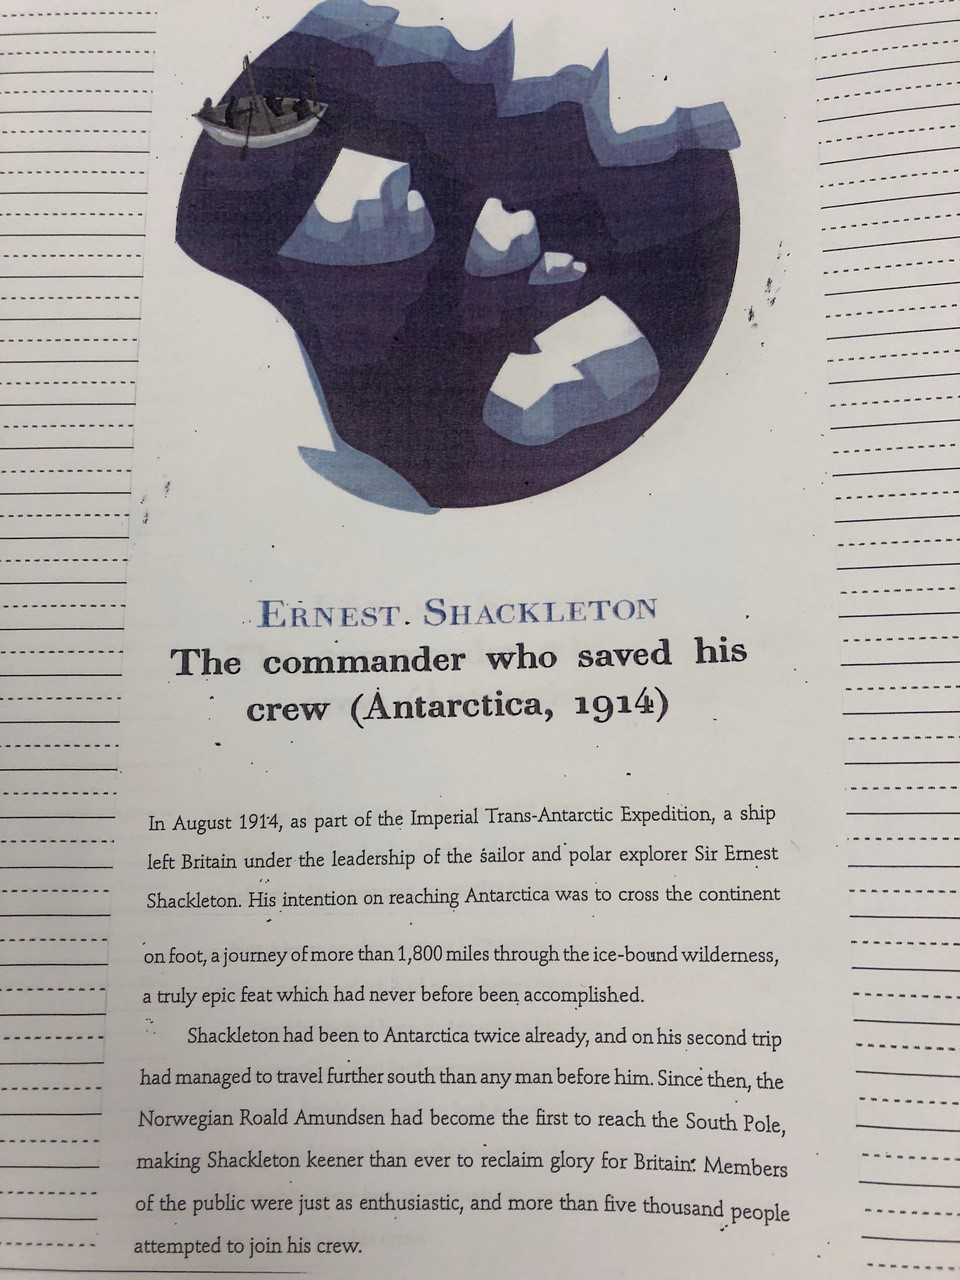 ERNEST SHACKLETON
The commander who saved his
crew (Antarctica, 1914)
In August 1914, as part of the Imperial Trans-Antarctic Expedition, a ship
left Britain under the leadership of the sailor and polar explorer Sir Ernest
Shackleton. His intention on reaching Antarctica was to cross the continent
on foot, a journey of more than 1,800 miles through the ice-bound wilderness,
a truly epic feat which had never before been accomplished.
Shackleton had been to Antarctica twice already, and on his second trip
had managed to travel further south than any man before him. Since then, the
Norwegian Roald Amundsen had become the first to reach the South Pole,
making Shackleton keener than ever to reclaim glory for Britain. Members
of the public were just as enthusiastic, and more than five thousand people
attempted to join his crew.